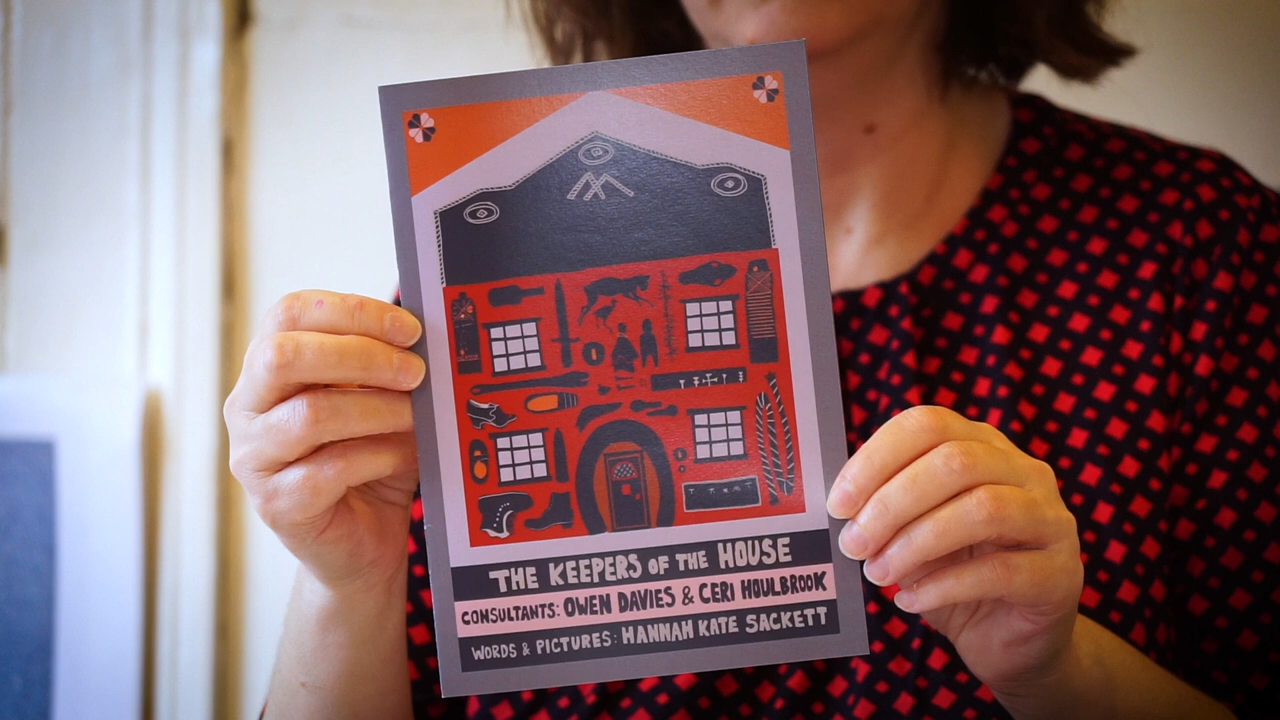 THE KEEPERS OF THE HOUSE
CONSULTANTS: OWEN DAVIES & CERI HOULBROOK
WORDS & PICTURES: HANNAH KATE SACKETT